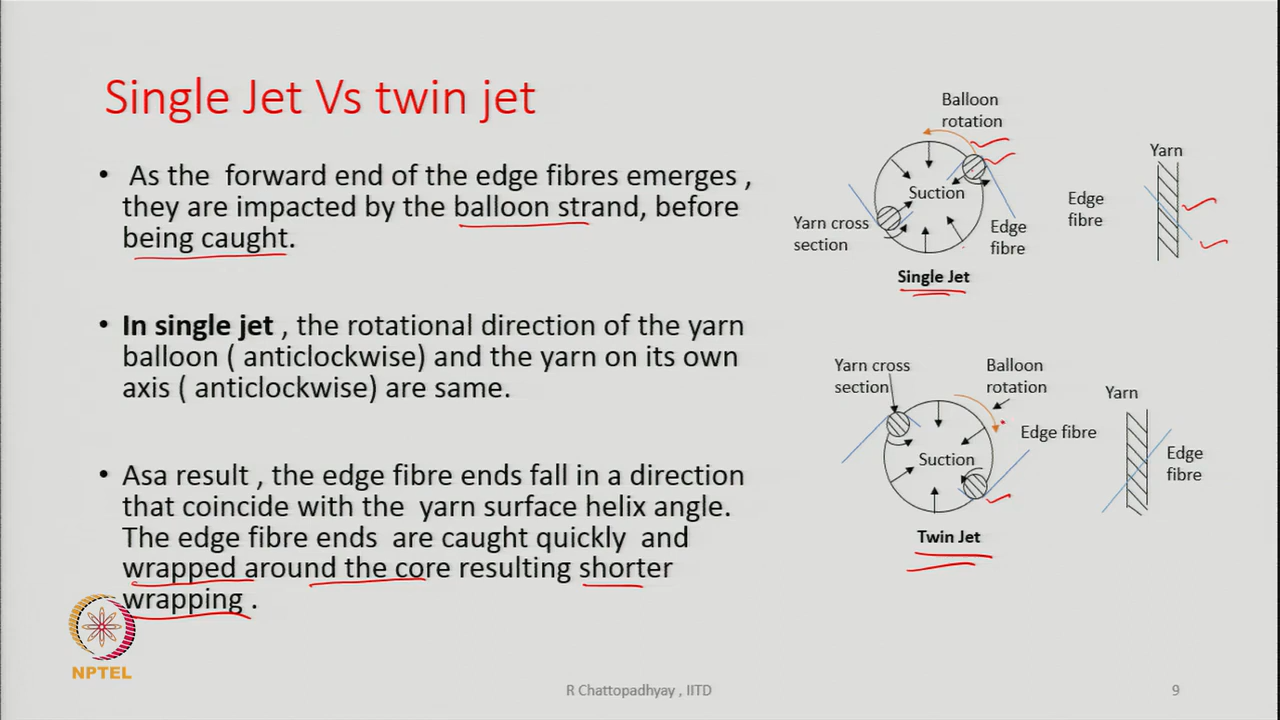 Single Jet Vs twin jet
• As the forward end of the edge fibres emerges ,
they are impacted by the balloon strand, before
being caught.
• In single jet , the rotational direction of the yarn
balloon ( anticlockwise) and the yarn on its own
axis ( anticlockwise) are same.
• Asa result , the edge fibre ends fall in a direction
that coincide with the yarn surface helix angle.
The edge fibre ends are caught quickly and
wrapped around the core resulting shorter
wrapping .
Balloon
rotation
Suction
Yarn cross
section
Edge
fibre
Single Jet
Yarn
Edge
fibre
Yarn cross
section
Balloon
rotation
Edge fibre
Suction
Twin Jet
Yarn
Edge
fibre
NPTEL
R Chattopadhyay , IITD
9